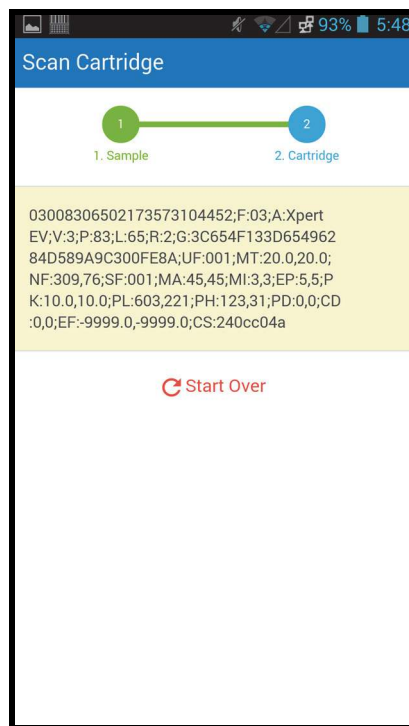 93% 5:48
Scan Cartridge
1 2
1. Sample 2. Cartridge
03008306502173573104452;F:03;A:Xpert
EV;V:3;P:83;L:65;R:2;G:3C654F133D654962
84D589A9C300FE8A;UF:001;MT:20.0,20.0;
NF:309,76;SF:001;MA:45,45;MI:3,3;EP:5,5;P
K:10.0,10.0;PL:603,221;PH:123,31;PD:0,0;CD
:0,0;EF:-9999.0,-9999.0;CS:240cc04a
Start Over